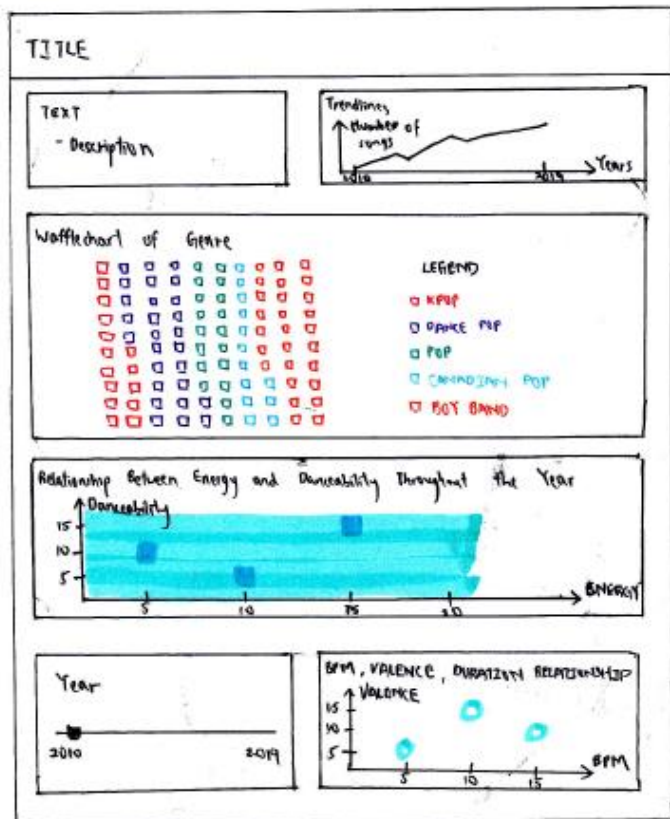 TITLE
TEXT
- Description
Trendlines
Number of
songs
Years
2010
2019
Wafflechart of Genre
LEGEND
KPOP
DANCE POP
POP
CANADIAN POP
BOY BAND
Relationship Between Energy and Danceability Throughout the Year
Danceability
15
10
5
5
10
75
20
ENERGY
Year
2010
2019
BPM, VALENCE, DURATION RELATIONSHIP
VALENCE
15
10
5
5
10
15
BPM